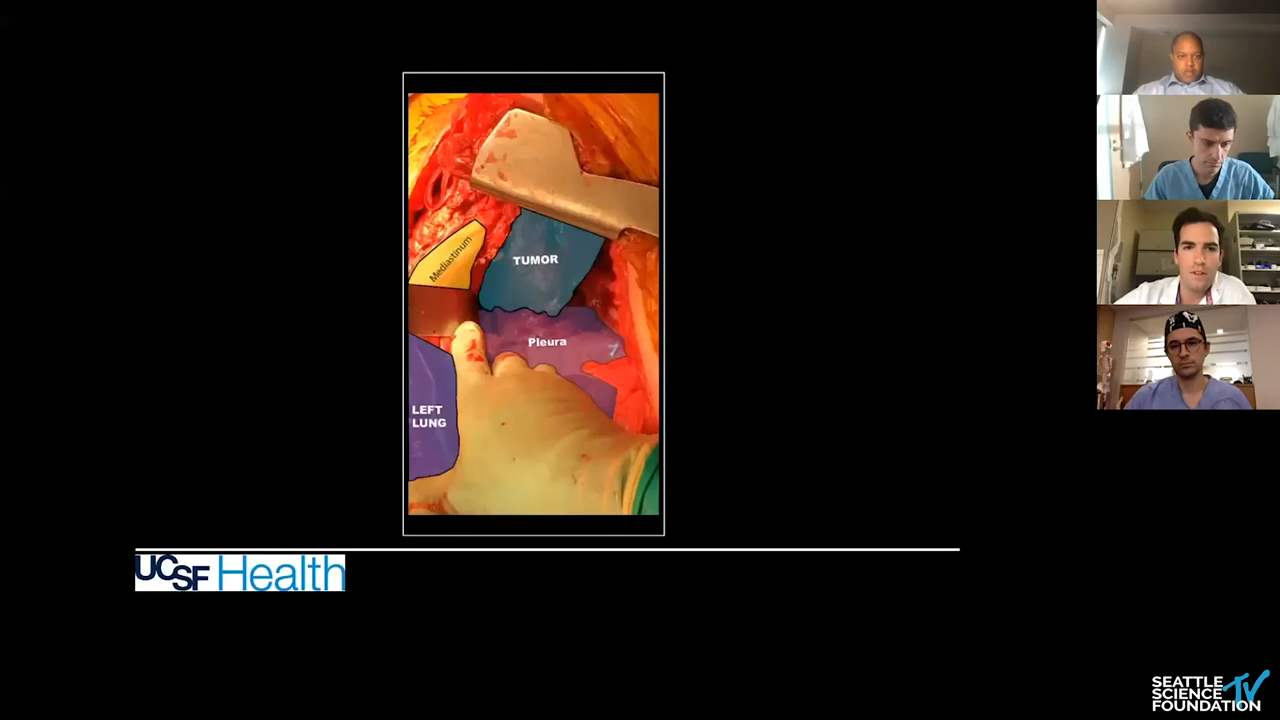 Mediastinum
TUMOR
Pleura
LEFT
LUNG
UCSF Health
SEATTLE
SCIENCE TV
FOUNDATION